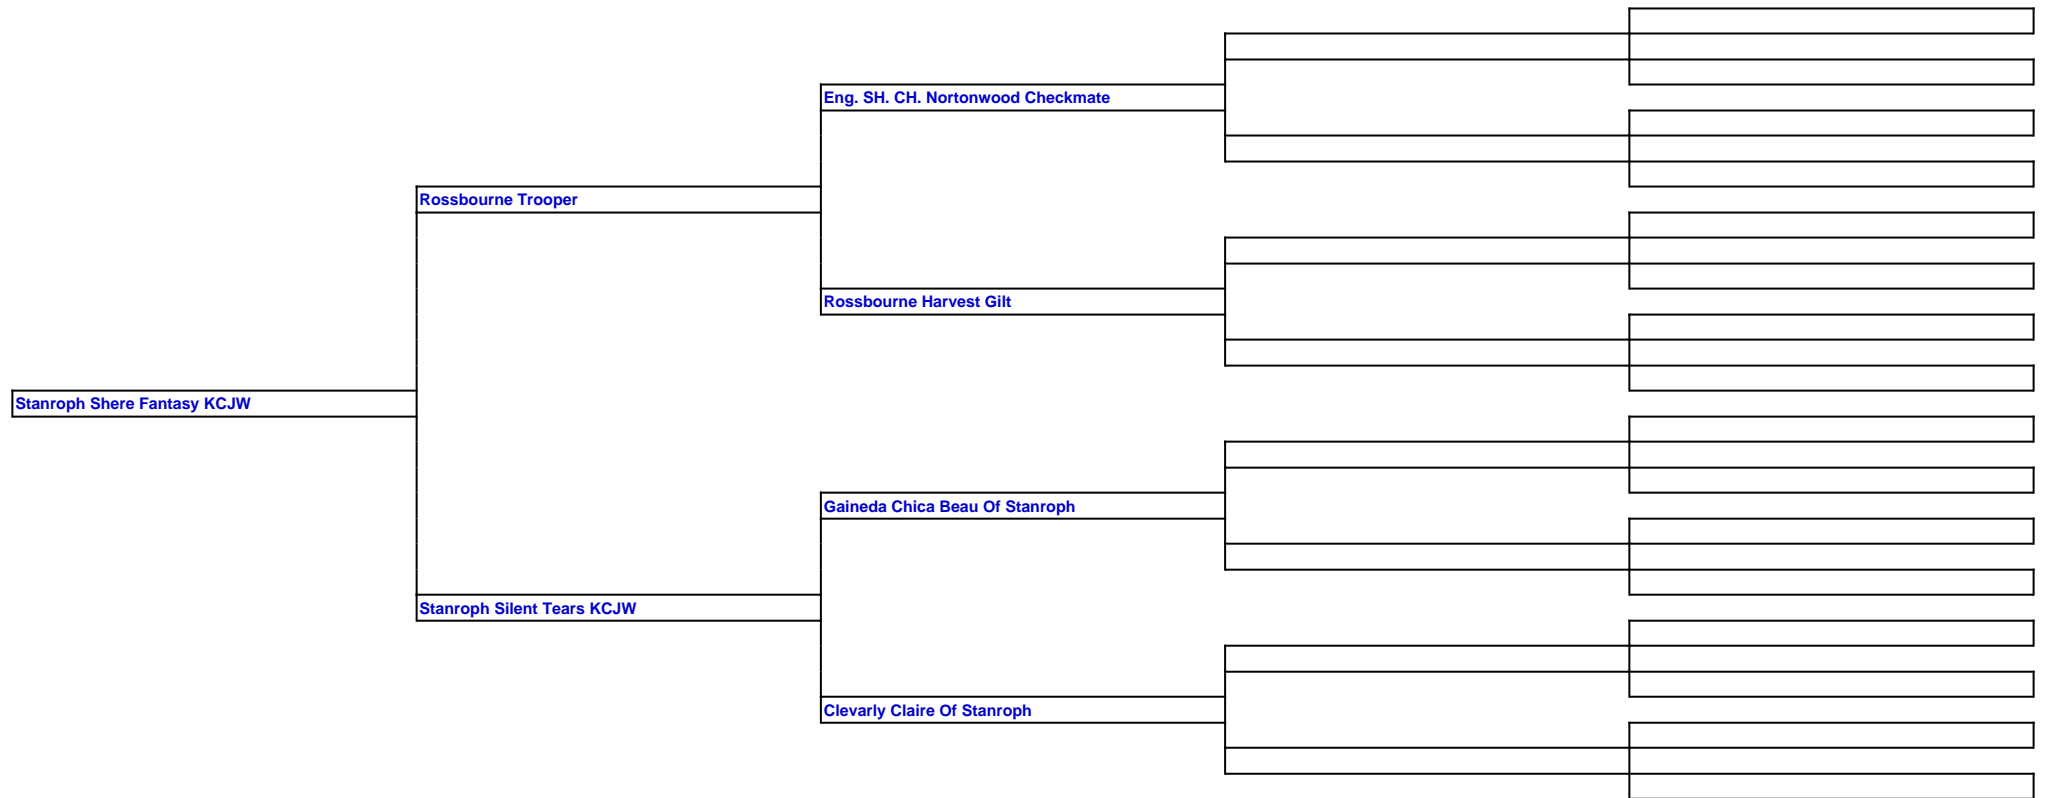 Eng. SH. CH. Nortonwood Checkmate
Rossbourne Trooper
Rossbourne Harvest Gilt
Stanroph Shere Fantasy KCJW
Gaineda Chica Beau Of Stanroph
Stanroph Silent Tears KCJW
Clevarly Claire Of Stanroph